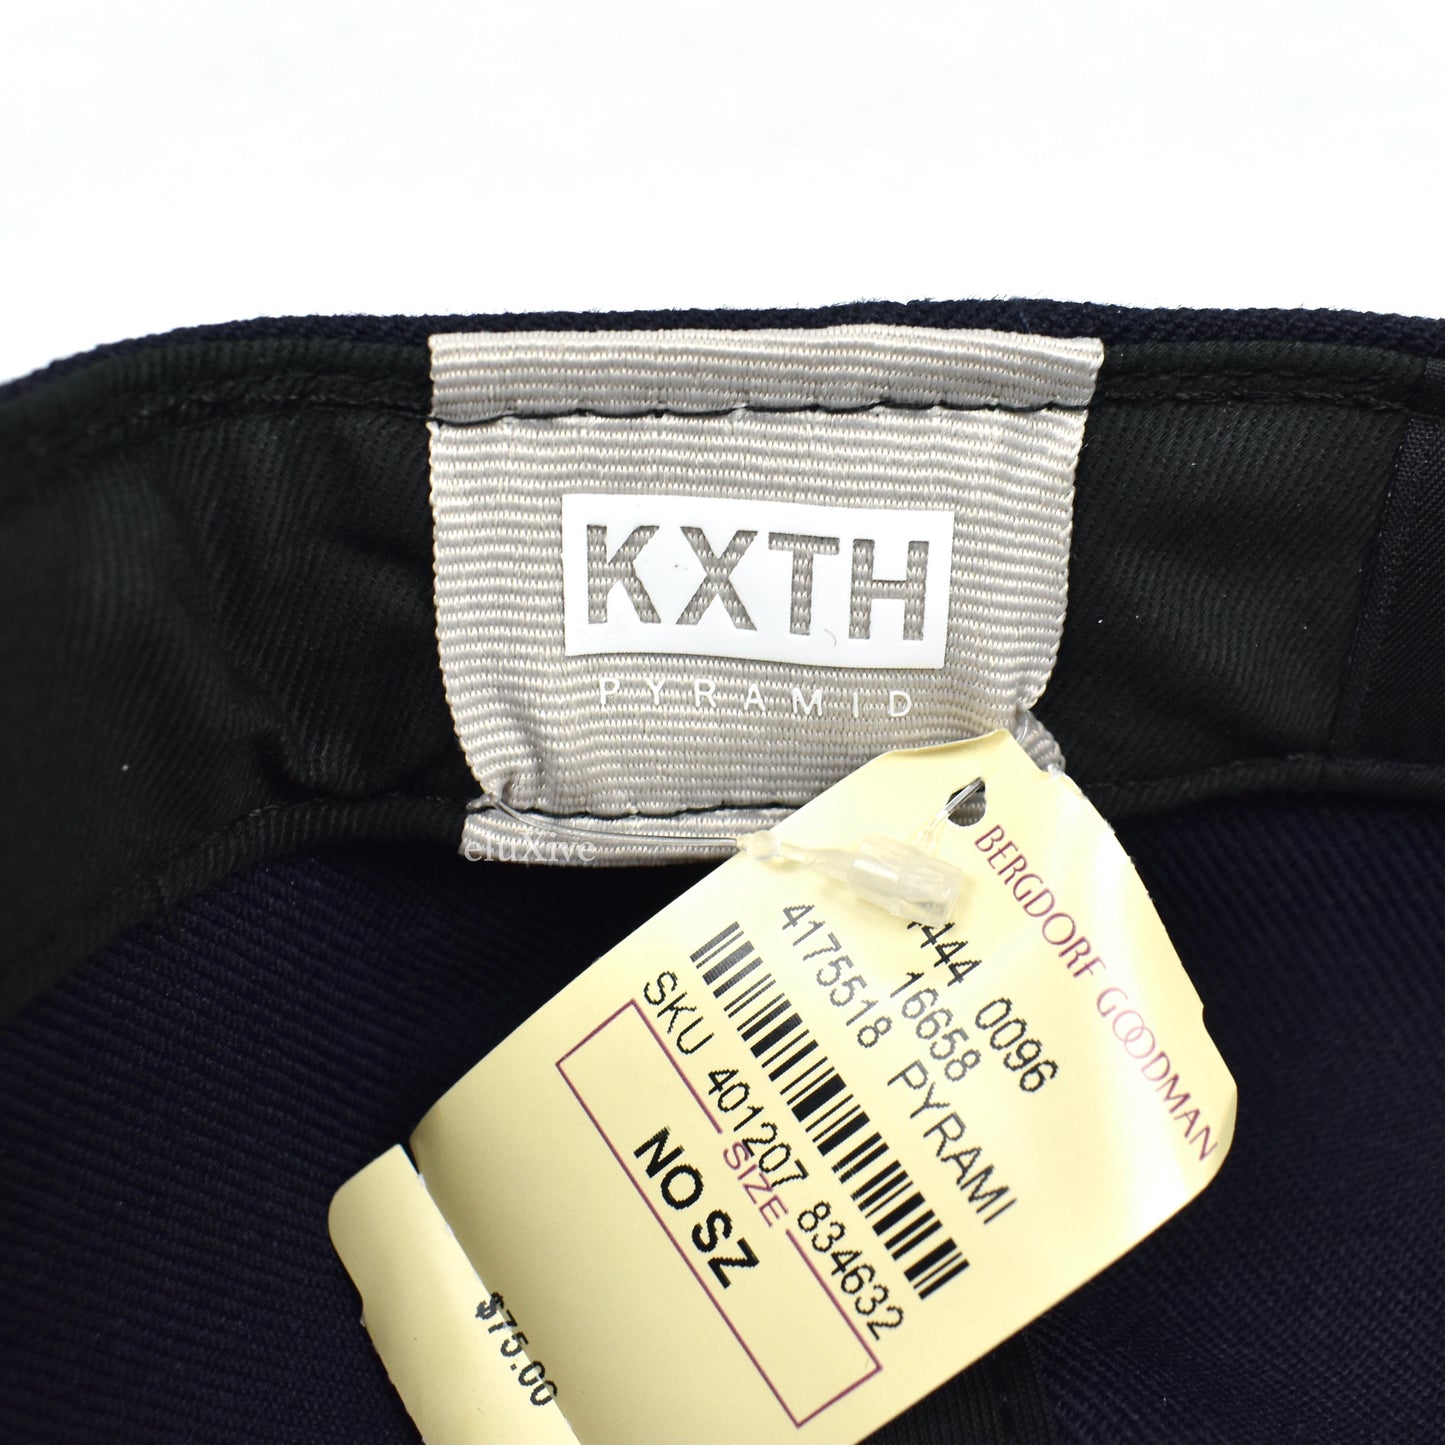 KXTH
PYRAMID
eluXive
BERGDORF GOODMAN
444 0096
16658
4175518 PYRAMI
SKU 401207 834632
SIZE
NO SZ
$75.00